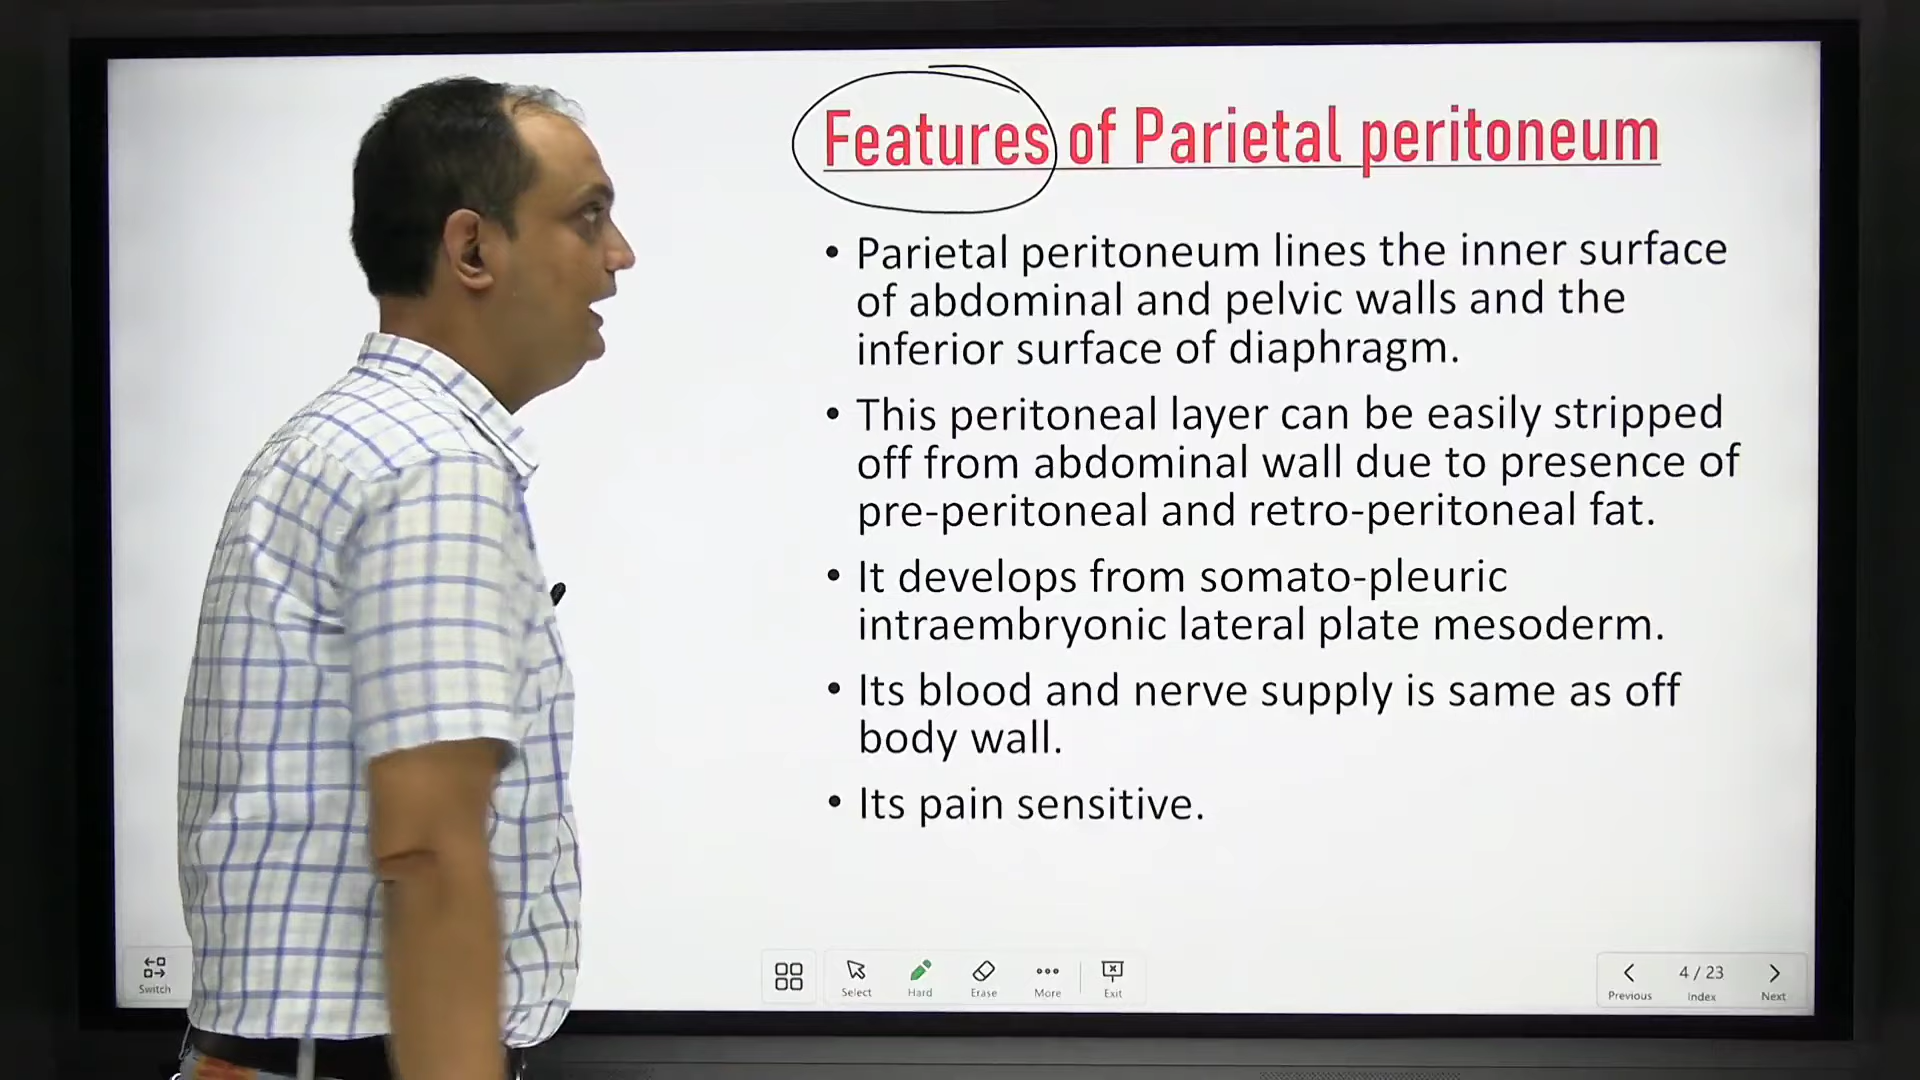 Features of Parietal peritoneum
• Parietal peritoneum lines the inner surface
of abdominal and pelvic walls and the
inferior surface of diaphragm.
• This peritoneal layer can be easily stripped
off from abdominal wall due to presence of
pre-peritoneal and retro-peritoneal fat.
• It develops from somato-pleuric
intraembryonic lateral plate mesoderm.
• Its blood and nerve supply is same as off
body wall.
• Its pain sensitive.
Switch
Select Hard Erase More Exit
4 / 23
Previous Index Next